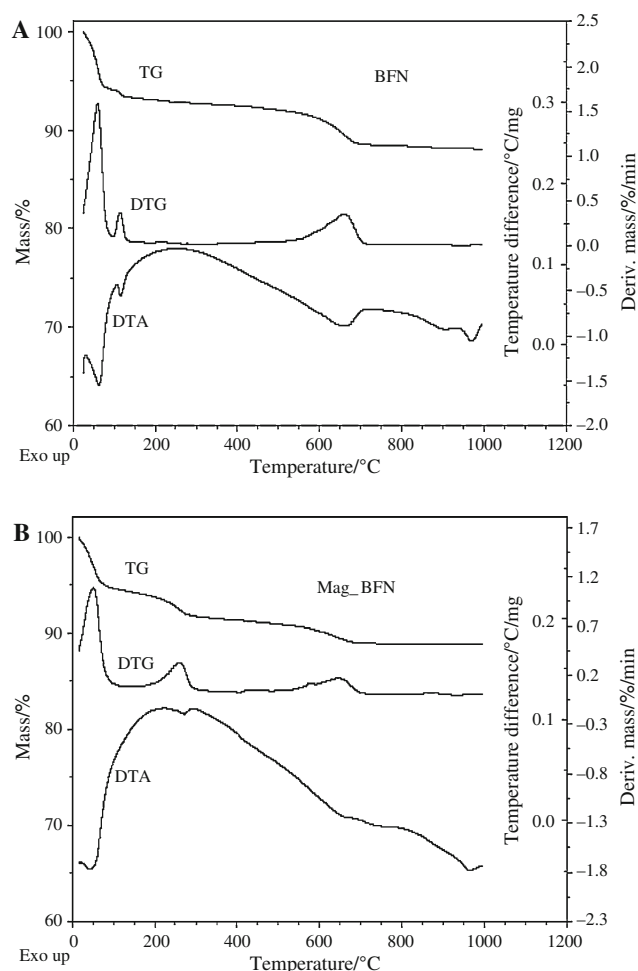 A
100
90
80
70
60
Mass/%
TG
BFN
DTG
DTA
0.3
0.2
0.1
0.0
Temperature difference/°C/mg
2.5
2.0
1.5
1.0
0.5
0.0
−0.5
−1.0
−1.5
−2.0
Deriv. mass/%/min
0
200
400
600
800
1000
1200
Exo up
Temperature/°C
B
100
90
80
70
60
Mass/%
TG
Mag_BFN
DTG
DTA
0.2
0.1
0.0
Temperature difference/°C/mg
1.7
1.2
0.7
0.2
−0.3
−0.8
−1.3
−1.8
−2.3
Deriv. mass/%/min
0
200
400
600
800
1000
1200
Exo up
Temperature/°C